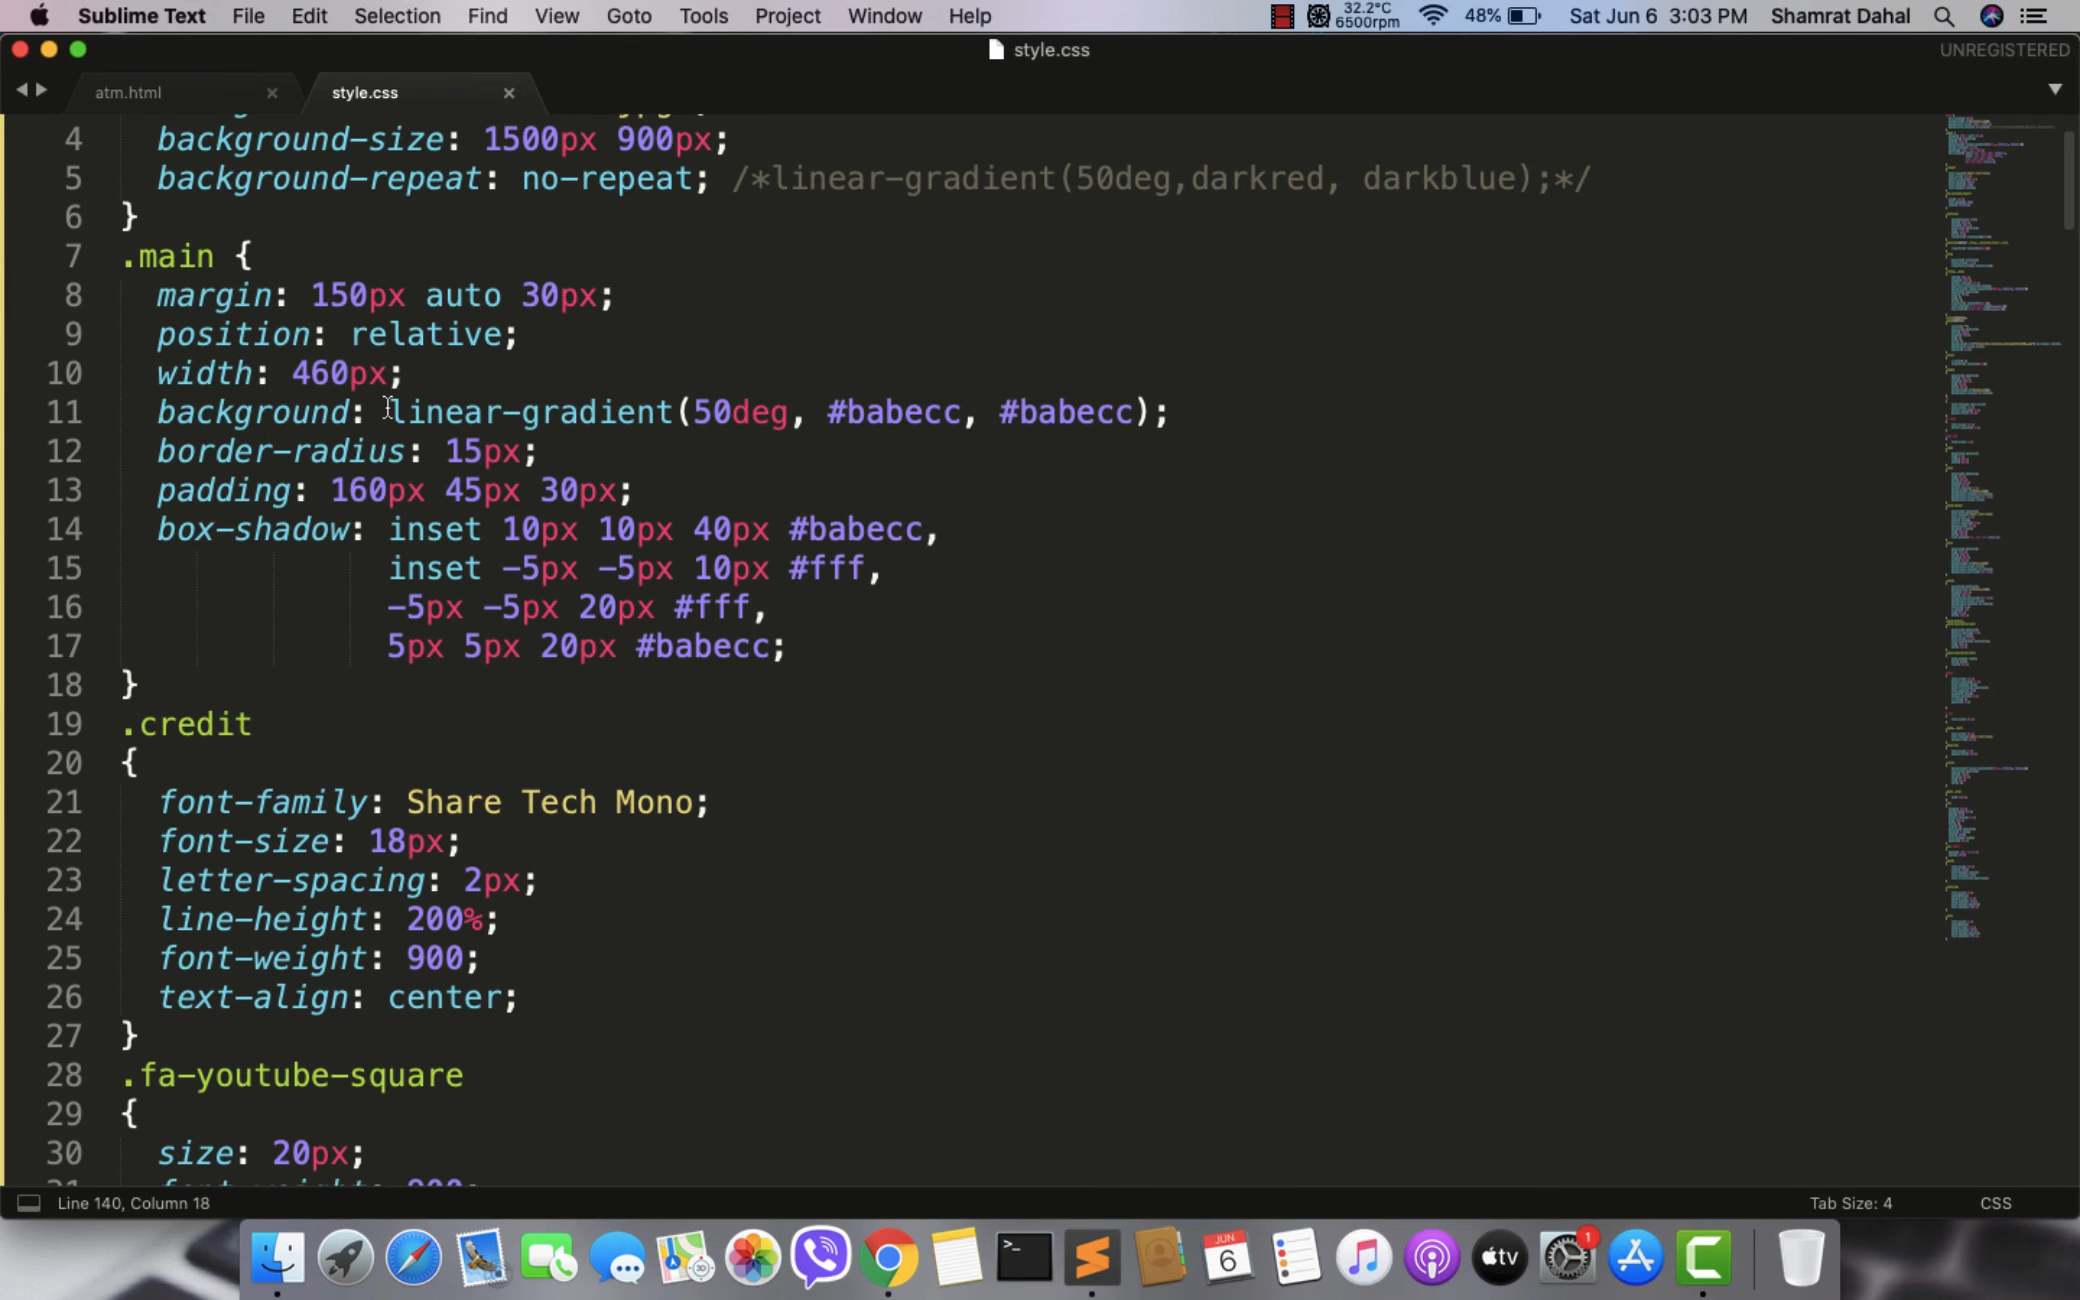 Sublime Text File Edit Selection Find View Goto Tools Project Window Help 32.2°C 6500rpm 48% Sat Jun 6 3:03 PM Shamrat Dahal
style.css UNREGISTERED
atm.html style.css
4 background-size: 1500px 900px;
5 background-repeat: no-repeat; /*linear-gradient(50deg,darkred, darkblue);*/
6 }
7 .main {
8 margin: 150px auto 30px;
9 position: relative;
10 width: 460px;
11 background: linear-gradient(50deg, #babecc, #babecc);
12 border-radius: 15px;
13 padding: 160px 45px 30px;
14 box-shadow: inset 10px 10px 40px #babecc,
15 inset -5px -5px 10px #fff,
16 -5px -5px 20px #fff,
17 5px 5px 20px #babecc;
18 }
19 .credit
20 {
21 font-family: Share Tech Mono;
22 font-size: 18px;
23 letter-spacing: 2px;
24 line-height: 200%;
25 font-weight: 900;
26 text-align: center;
27 }
28 .fa-youtube-square
29 {
30 size: 20px;
Line 140, Column 18 Tab Size: 4 CSS
JUN
6
tv
1